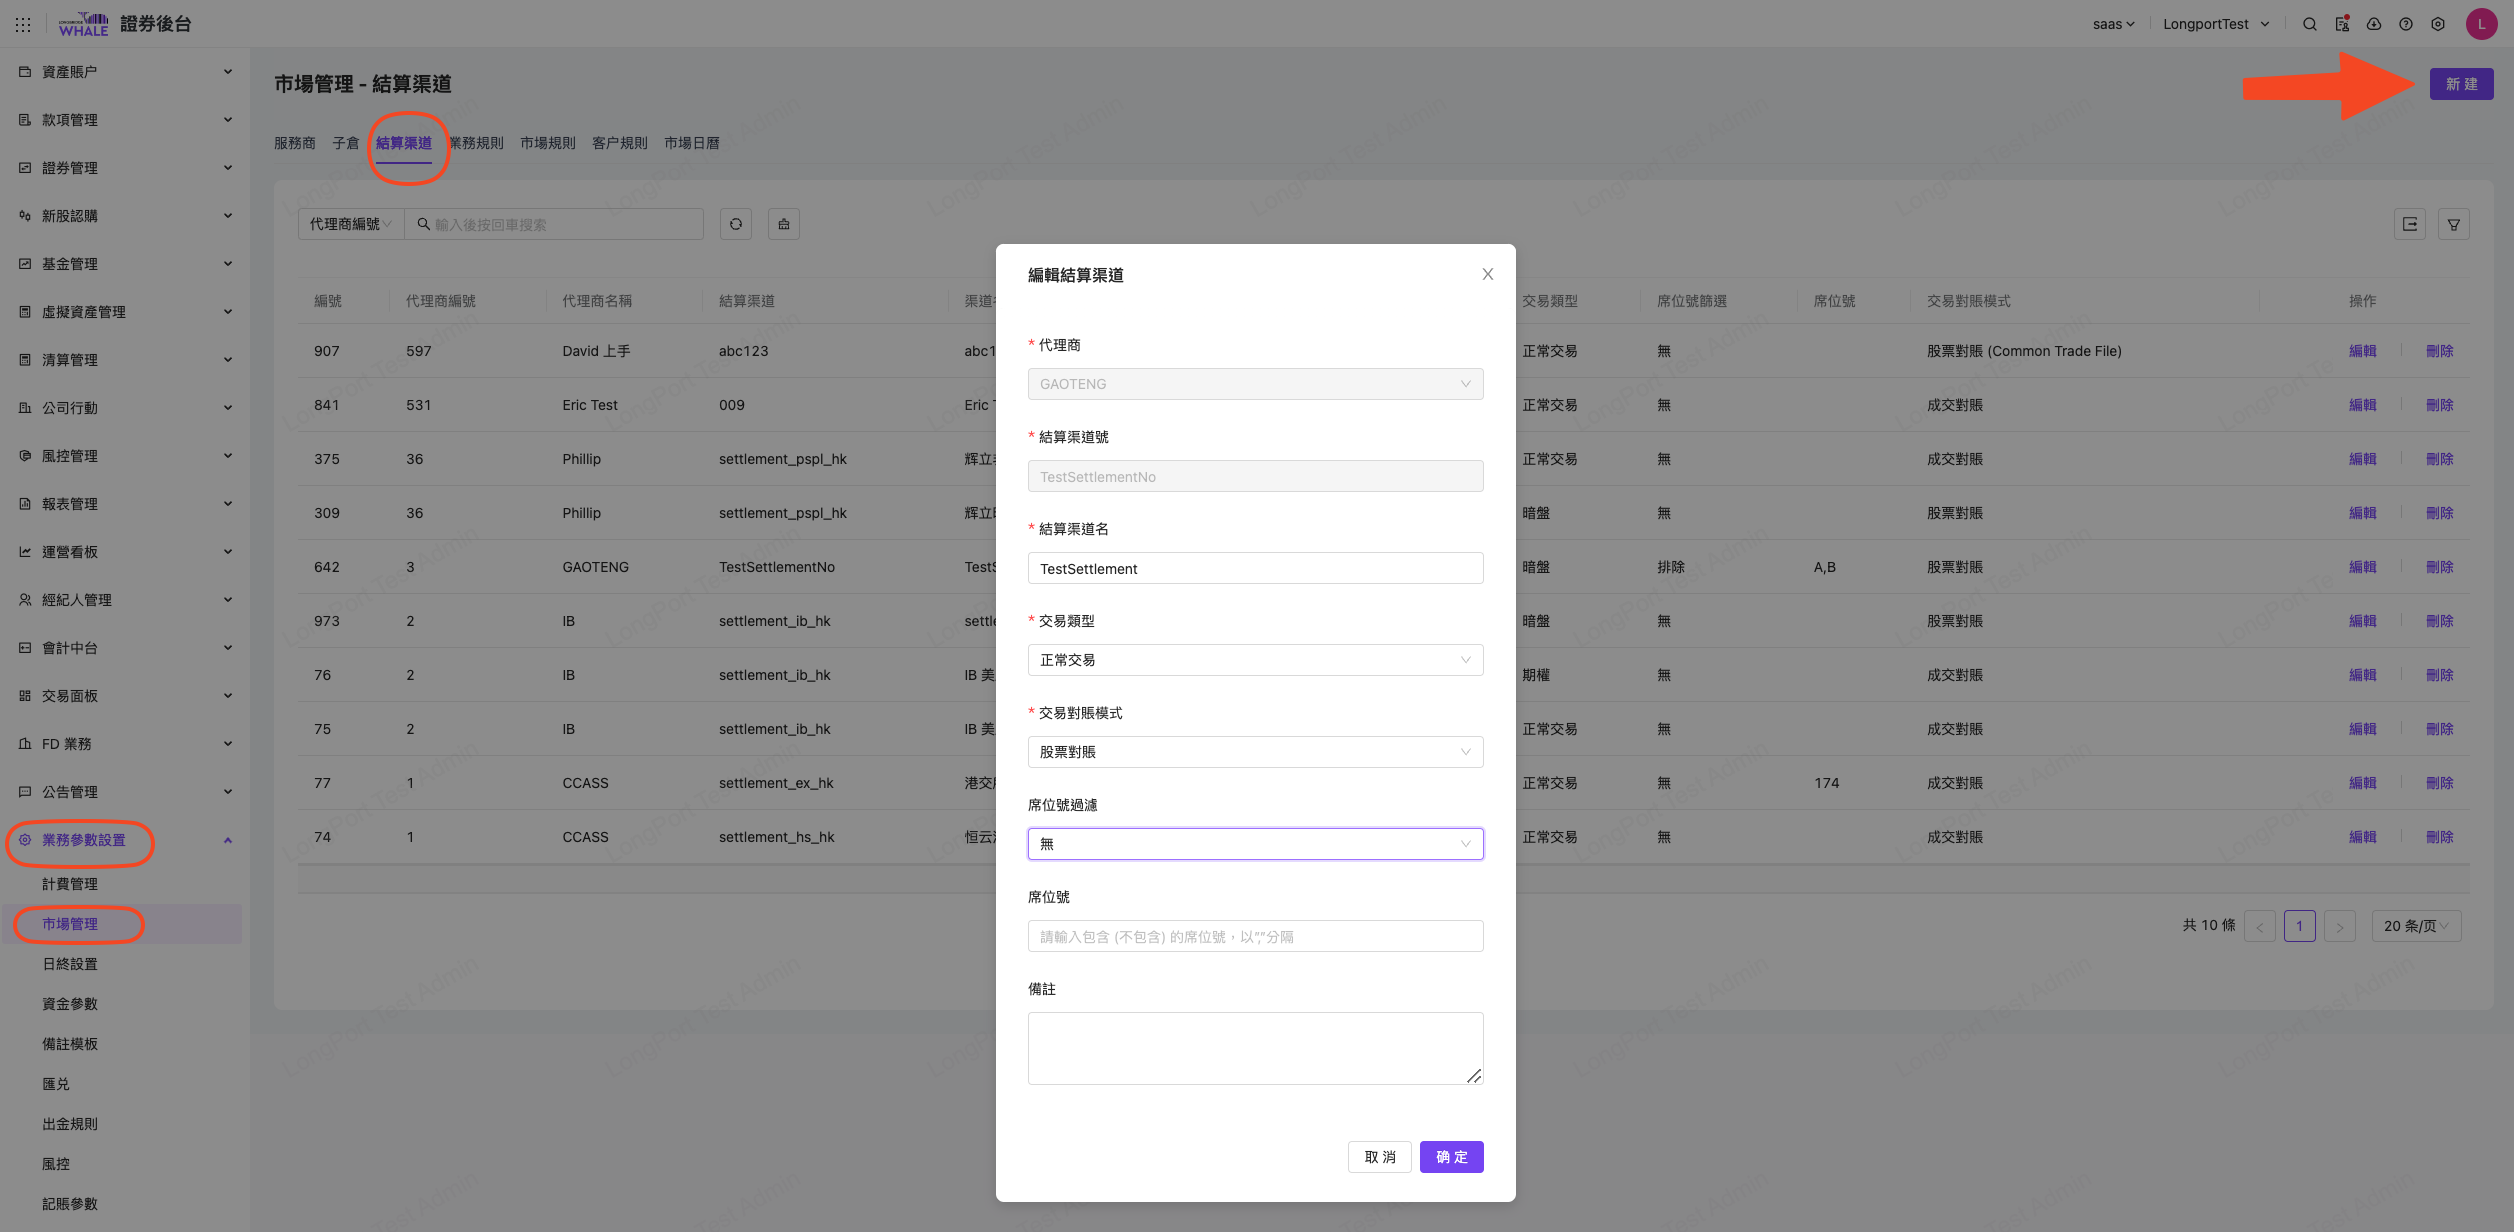 LONGBRIDGE
WHALE
證券後台
saas
LongportTest
L
資產賬户
款項管理
證券管理
新股認購
基金管理
虛擬資產管理
清算管理
公司行動
風控管理
報表管理
運營看板
經紀人管理
會計中台
交易面板
FD 業務
公告管理
業務參數設置
計費管理
市場管理
日終設置
資金參數
備註模板
匯兑
出金規則
風控
記賬參數
市場管理 - 結算渠道
新 建
服務商 子倉 結算渠道 業務規則 市場規則 客户規則 市場日曆
代理商編號 輸入後按回車搜索
編號 代理商編號 代理商名稱 結算渠道 渠道 交易類型 席位號篩選 席位號 交易對賬模式 操作
907 597 David 上手 abc123 abc1 正常交易 無 股票對賬 (Common Trade File) 編輯 刪除
841 531 Eric Test 009 Eric 正常交易 無 成交對賬 編輯 刪除
375 36 Phillip settlement_pspl_hk 辉立 正常交易 無 成交對賬 編輯 刪除
309 36 Phillip settlement_pspl_hk 辉立 暗盤 無 股票對賬 編輯 刪除
642 3 GAOTENG TestSettlementNo Test 暗盤 排除 A,B 股票對賬 編輯 刪除
973 2 IB settlement_ib_hk settl 暗盤 無 股票對賬 編輯 刪除
76 2 IB settlement_ib_hk IB 美 期權 無 成交對賬 編輯 刪除
75 2 IB settlement_ib_hk IB 美 正常交易 無 成交對賬 編輯 刪除
77 1 CCASS settlement_ex_hk 港交 正常交易 無 174 成交對賬 編輯 刪除
74 1 CCASS settlement_hs_hk 恒云 正常交易 無 成交對賬 編輯 刪除
共 10 條 < 1 > 20 条/页
編輯結算渠道
* 代理商
GAOTENG
* 結算渠道號
TestSettlementNo
* 結算渠道名
TestSettlement
* 交易類型
正常交易
* 交易對賬模式
股票對賬
席位號過濾
無
席位號
請輸入包含 (不包含) 的席位號，以","分隔
備註
取 消
确 定
LongPort Test Admin